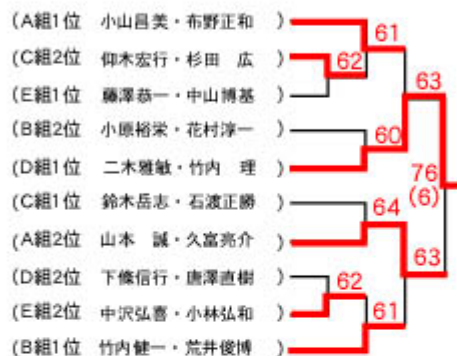 (A組1位 小山昌美・布野正和 )
61
(C組2位 仰木宏行・杉田 広 )
62
(E組1位 藤澤恭一・中山博基 )
63
(B組2位 小原裕栄・花村淳一 )
60
(D組1位 二木雅敏・竹内 理 )
76
(6)
(C組1位 鈴木岳志・石渡正勝 )
64
(A組2位 山本 誠・久富亮介 )
63
(D組2位 下條信行・唐澤直樹 )
62
(E組2位 中沢弘喜・小林弘和 )
61
(B組1位 竹内健一・荒井俊博 )